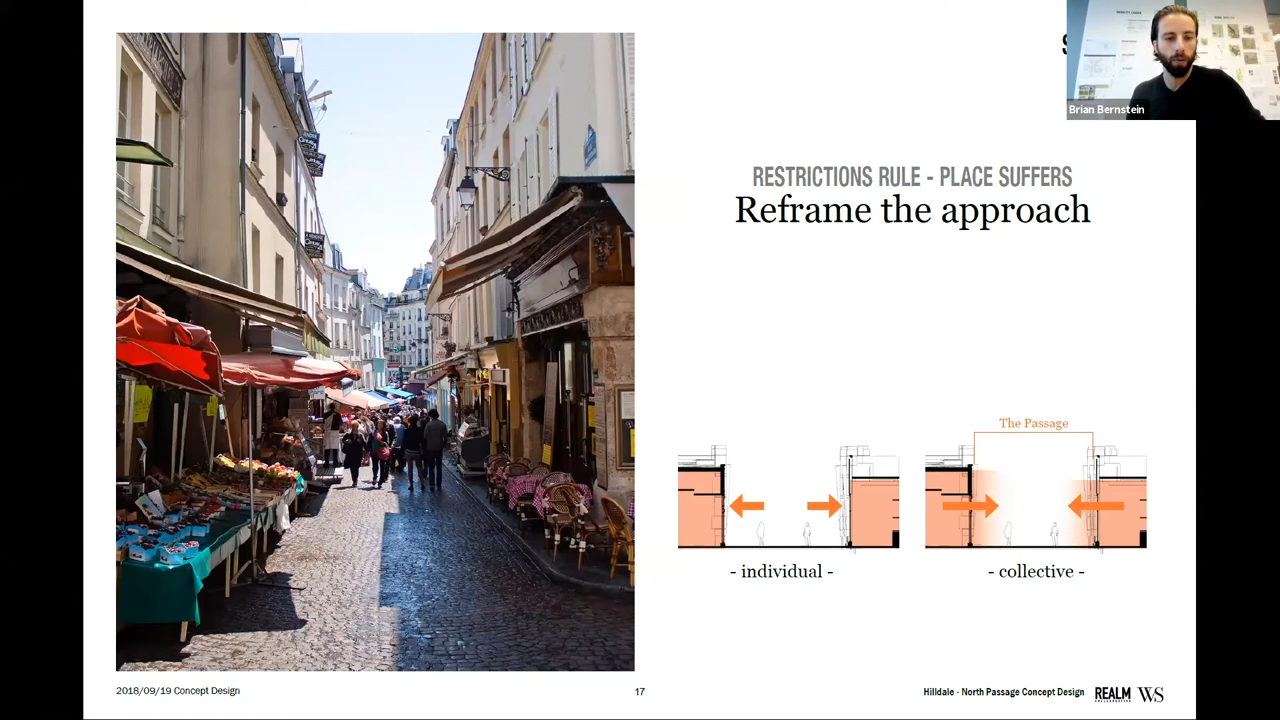 RESTRICTIONS RULE - PLACE SUFFERS
Reframe the approach
The Passage
- individual -
- collective -
2018/09/19 Concept Design
17
Hilldale - North Passage Concept Design
REALM
COLLABORATIVE
WS
Brian Bernstein